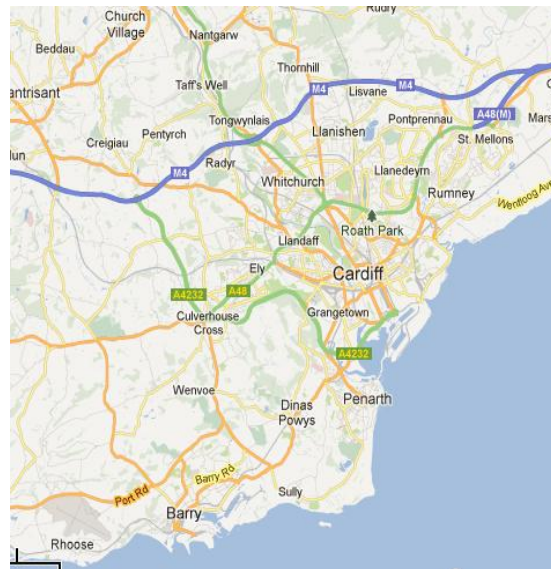 Rudry
Church
Village
Nantgarw
Beddau
Thornhill
Taff's Well
M4
M4
Lisvane
antrisant
A48(M)
Tongwynlais
Pontprennau
Mars
Pentyrch
Llanishen
St. Mellons
Creigiau
Radyr
M4
Llanedeyrn
Whitchurch
Rumney
Wentloog Ave
Roath Park
Llandaff
Ely
Cardiff
A4232
A48
Culverhouse
Cross
Grangetown
A4232
Wenvoe
Penarth
Dinas
Powys
Barry Rd
Port Rd
Sully
Barry
Rhoose